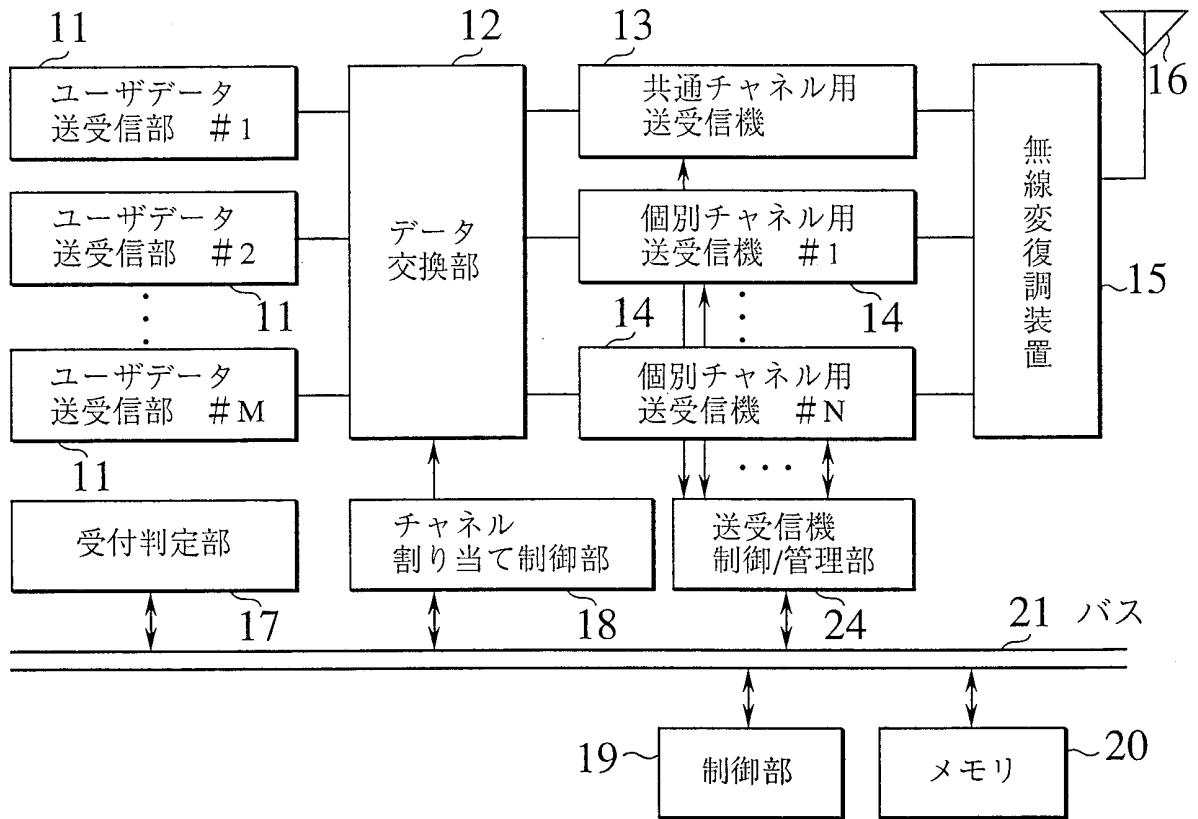 11
ユーザデータ
送受信部 #1
12
データ
交換部
13
共通チャネル用
送受信機
16
無線変復調装置
15
ユーザデータ
送受信部 #2
11
個別チャネル用
送受信機 #1
14
ユーザデータ
送受信部 #M
11
14
個別チャネル用
送受信機 #N
受付判定部
17
チャネル
割り当て制御部
18
送受信機
制御/管理部
24
21 バス
19
制御部
メモリ
20